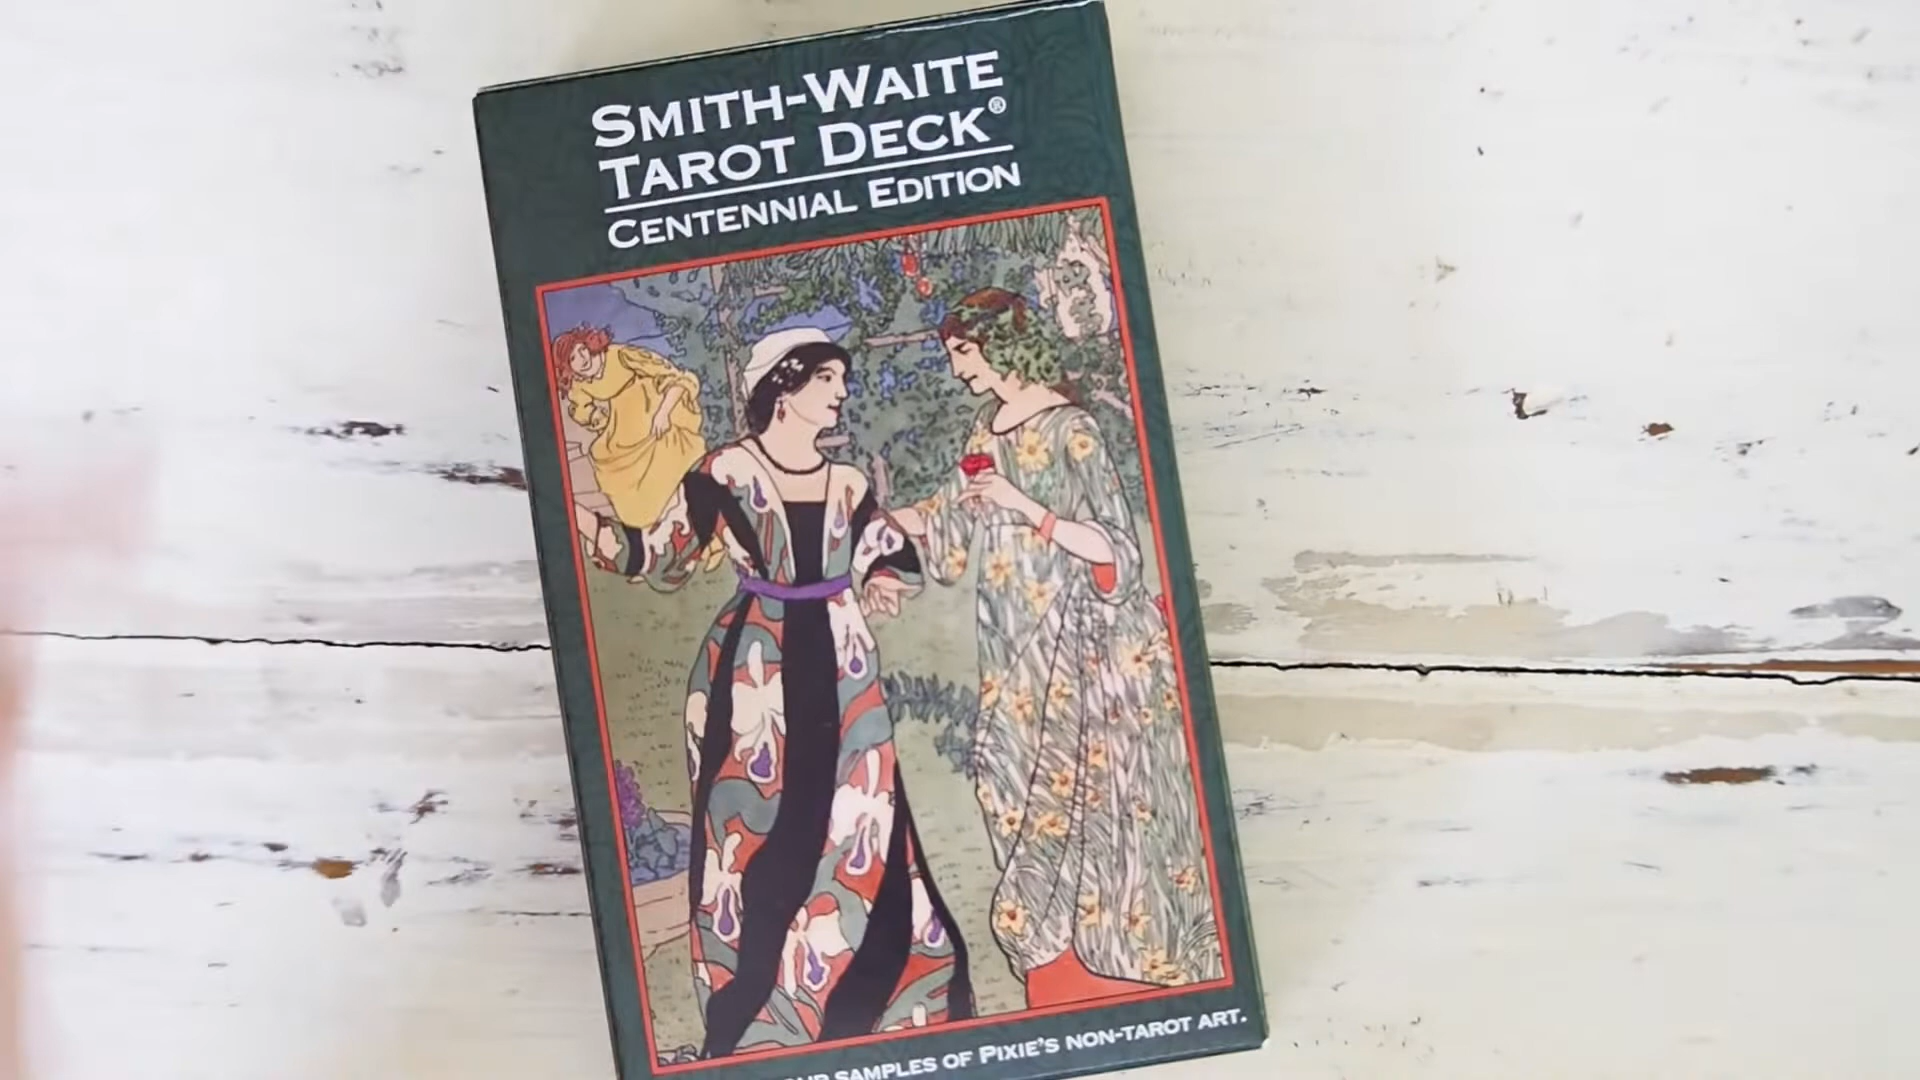 SMITH-WAITE
TAROT DECK®
CENTENNIAL EDITION
SAMPLES OF PIXIE'S NON-TAROT ART.